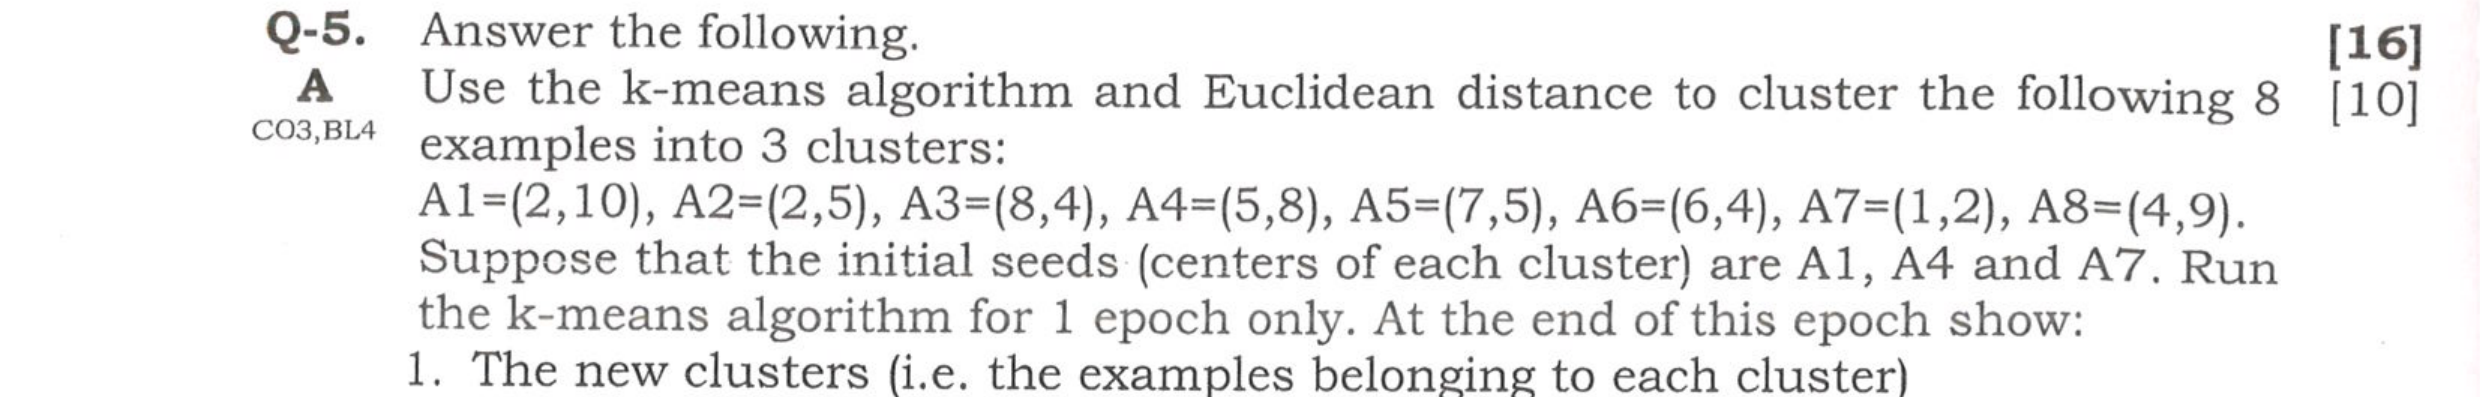 Q-5. Answer the following. [16]
A Use the k-means algorithm and Euclidean distance to cluster the following 8 [10]
CO3,BL4 examples into 3 clusters:
A1=(2,10), A2=(2,5), A3=(8,4), A4=(5,8), A5=(7,5), A6=(6,4), A7=(1,2), A8=(4,9).
Suppose that the initial seeds (centers of each cluster) are A1, A4 and A7. Run
the k-means algorithm for 1 epoch only. At the end of this epoch show:
1. The new clusters (i.e. the examples belonging to each cluster)